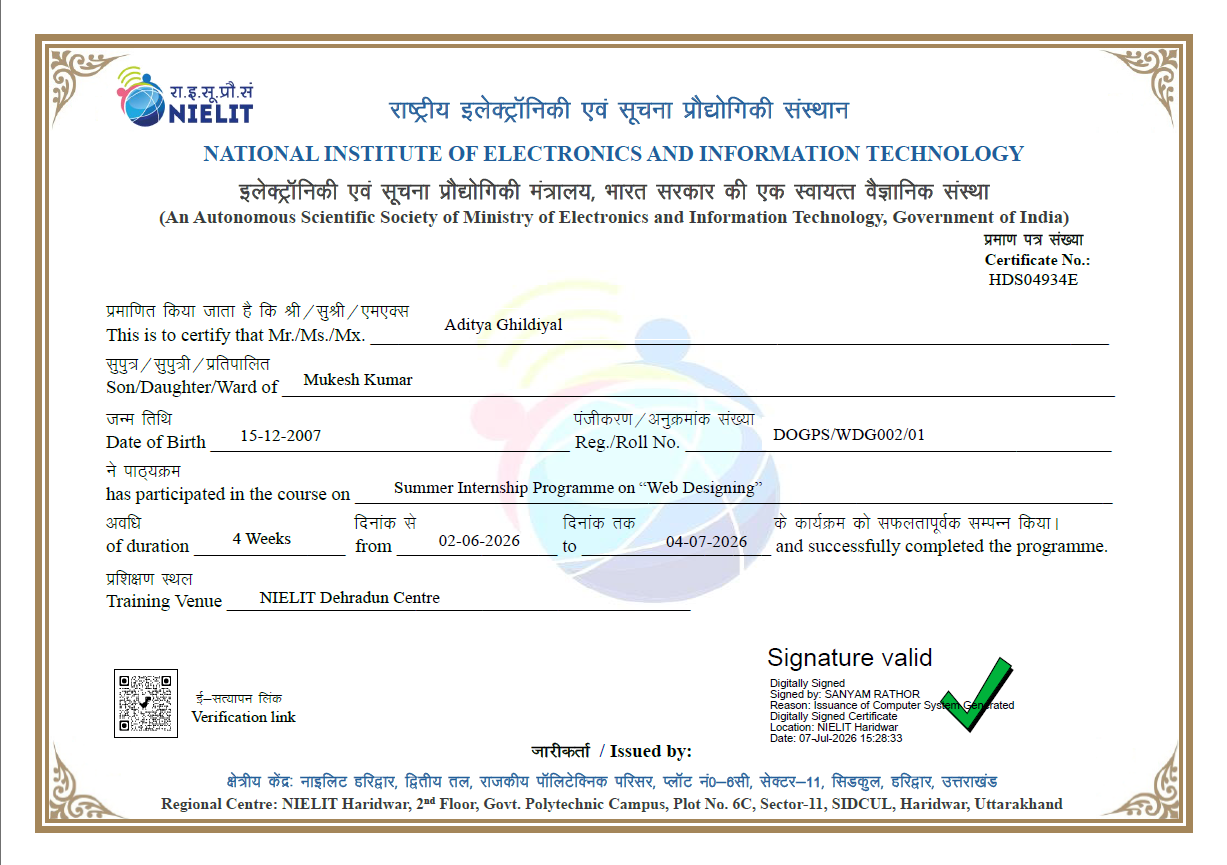 रा.इ.सू.प्रौ.सं
NIELIT
राष्ट्रीय इलेक्ट्रॉनिकी एवं सूचना प्रौद्योगिकी संस्थान
NATIONAL INSTITUTE OF ELECTRONICS AND INFORMATION TECHNOLOGY
इलेक्ट्रॉनिकी एवं सूचना प्रौद्योगिकी मंत्रालय, भारत सरकार की एक स्वायत्त वैज्ञानिक संस्था
(An Autonomous Scientific Society of Ministry of Electronics and Information Technology, Government of India)
प्रमाण पत्र संख्या
Certificate No.:
HDS04934E
प्रमाणित किया जाता है कि श्री/सुश्री/एमएक्स
This is to certify that Mr./Ms./Mx. Aditya Ghildiyal
सुपुत्र/सुपुत्री/प्रतिपालित
Son/Daughter/Ward of Mukesh Kumar
जन्म तिथि पंजीकरण/अनुक्रमांक संख्या
Date of Birth 15-12-2007 Reg./Roll No. DOGPS/WDG002/01
ने पाठ्यक्रम
has participated in the course on Summer Internship Programme on “Web Designing”
अवधि दिनांक से दिनांक तक के कार्यक्रम को सफलतापूर्वक सम्पन्न किया।
of duration 4 Weeks from 02-06-2026 to 04-07-2026 and successfully completed the programme.
प्रशिक्षण स्थल
Training Venue NIELIT Dehradun Centre
ई–सत्यापन लिंक
Verification link
Signature valid
Digitally Signed
Signed by: SANYAM RATHOR
Reason: Issuance of Computer System Generated
Digitally Signed Certificate
Location: NIELIT Haridwar
Date: 07-Jul-2026 15:28:33
जारीकर्ता / Issued by:
क्षेत्रीय केंद्र: नाइलिट हरिद्वार, द्वितीय तल, राजकीय पॉलिटेक्निक परिसर, प्लॉट नं0–6सी, सेक्टर–11, सिडकुल, हरिद्वार, उत्तराखंड
Regional Centre: NIELIT Haridwar, 2nd Floor, Govt. Polytechnic Campus, Plot No. 6C, Sector-11, SIDCUL, Haridwar, Uttarakhand